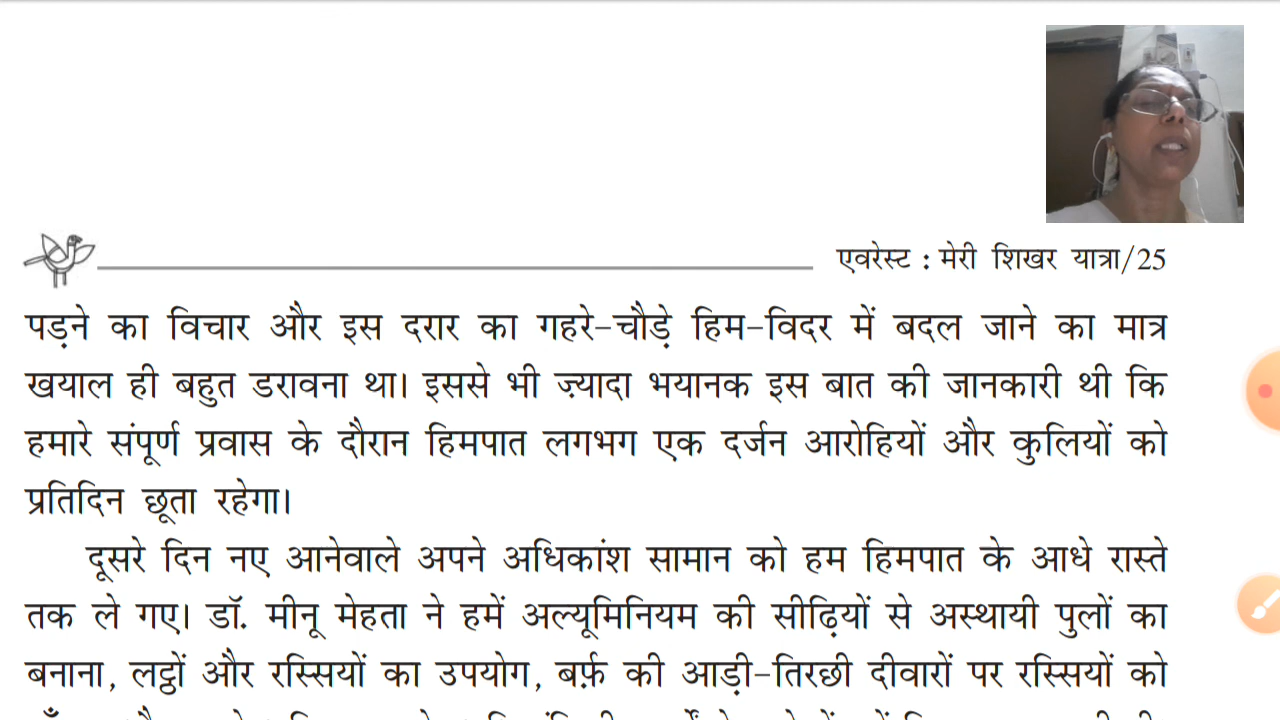 एवरेस्ट : मेरी शिखर यात्रा/25
पड़ने का विचार और इस दरार का गहरे-चौड़े हिम-विदर में बदल जाने का मात्र
खयाल ही बहुत डरावना था। इससे भी ज़्यादा भयानक इस बात की जानकारी थी कि
हमारे संपूर्ण प्रवास के दौरान हिमपात लगभग एक दर्जन आरोहियों और कुलियों को
प्रतिदिन छूता रहेगा।
दूसरे दिन नए आनेवाले अपने अधिकांश सामान को हम हिमपात के आधे रास्ते
तक ले गए। डॉ. मीनू मेहता ने हमें अल्यूमिनियम की सीढ़ियों से अस्थायी पुलों का
बनाना, लट्ठों और रस्सियों का उपयोग, बर्फ़ की आड़ी-तिरछी दीवारों पर रस्सियों को